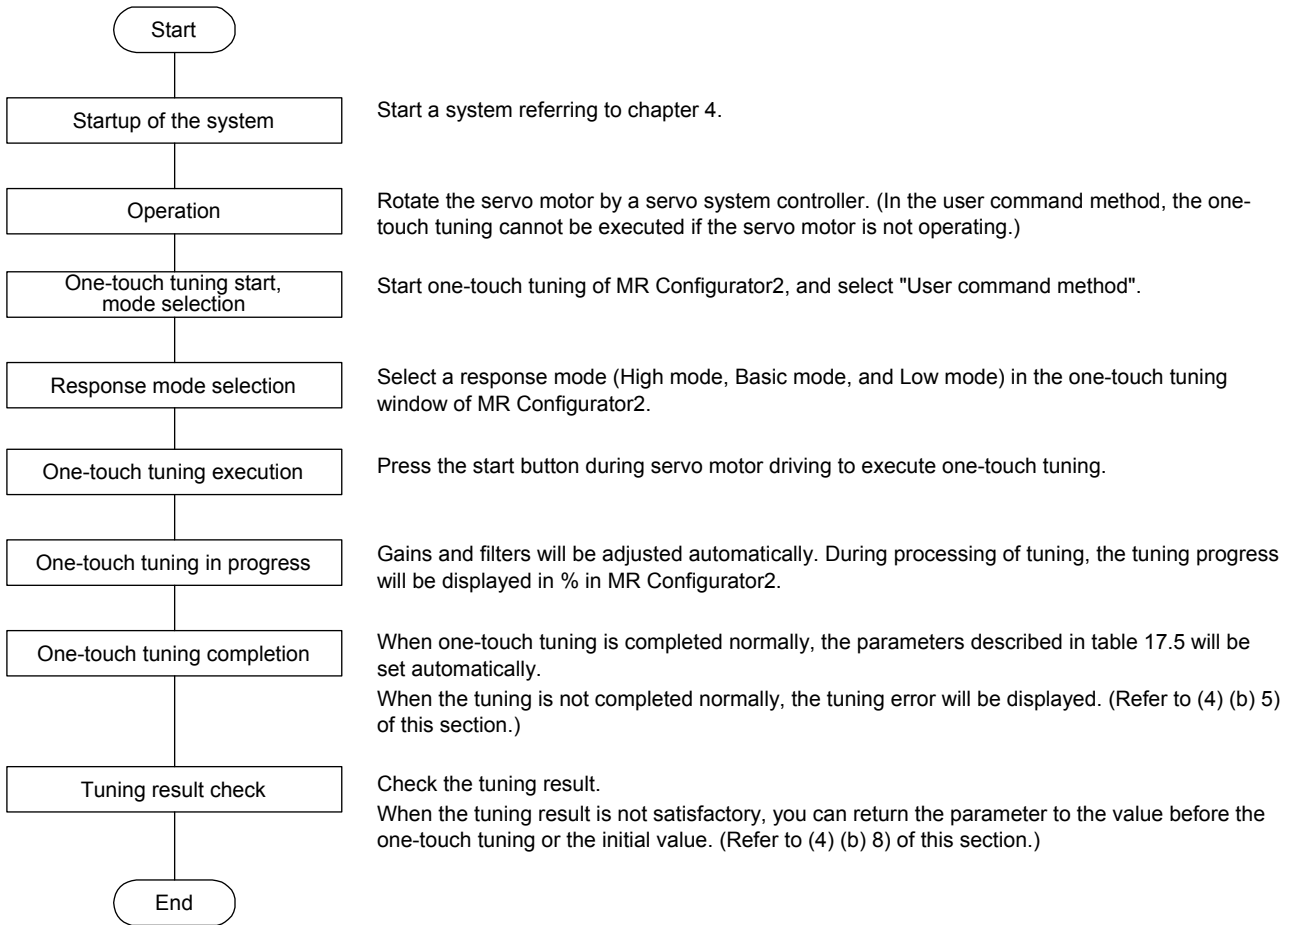 Start
Startup of the system
Start a system referring to chapter 4.
Operation
Rotate the servo motor by a servo system controller. (In the user command method, the one-
touch tuning cannot be executed if the servo motor is not operating.)
One-touch tuning start,
mode selection
Start one-touch tuning of MR Configurator2, and select "User command method".
Response mode selection
Select a response mode (High mode, Basic mode, and Low mode) in the one-touch tuning
window of MR Configurator2.
One-touch tuning execution
Press the start button during servo motor driving to execute one-touch tuning.
One-touch tuning in progress
Gains and filters will be adjusted automatically. During processing of tuning, the tuning progress
will be displayed in % in MR Configurator2.
One-touch tuning completion
When one-touch tuning is completed normally, the parameters described in table 17.5 will be
set automatically.
When the tuning is not completed normally, the tuning error will be displayed. (Refer to (4) (b) 5)
of this section.)
Tuning result check
Check the tuning result.
When the tuning result is not satisfactory, you can return the parameter to the value before the
one-touch tuning or the initial value. (Refer to (4) (b) 8) of this section.)
End